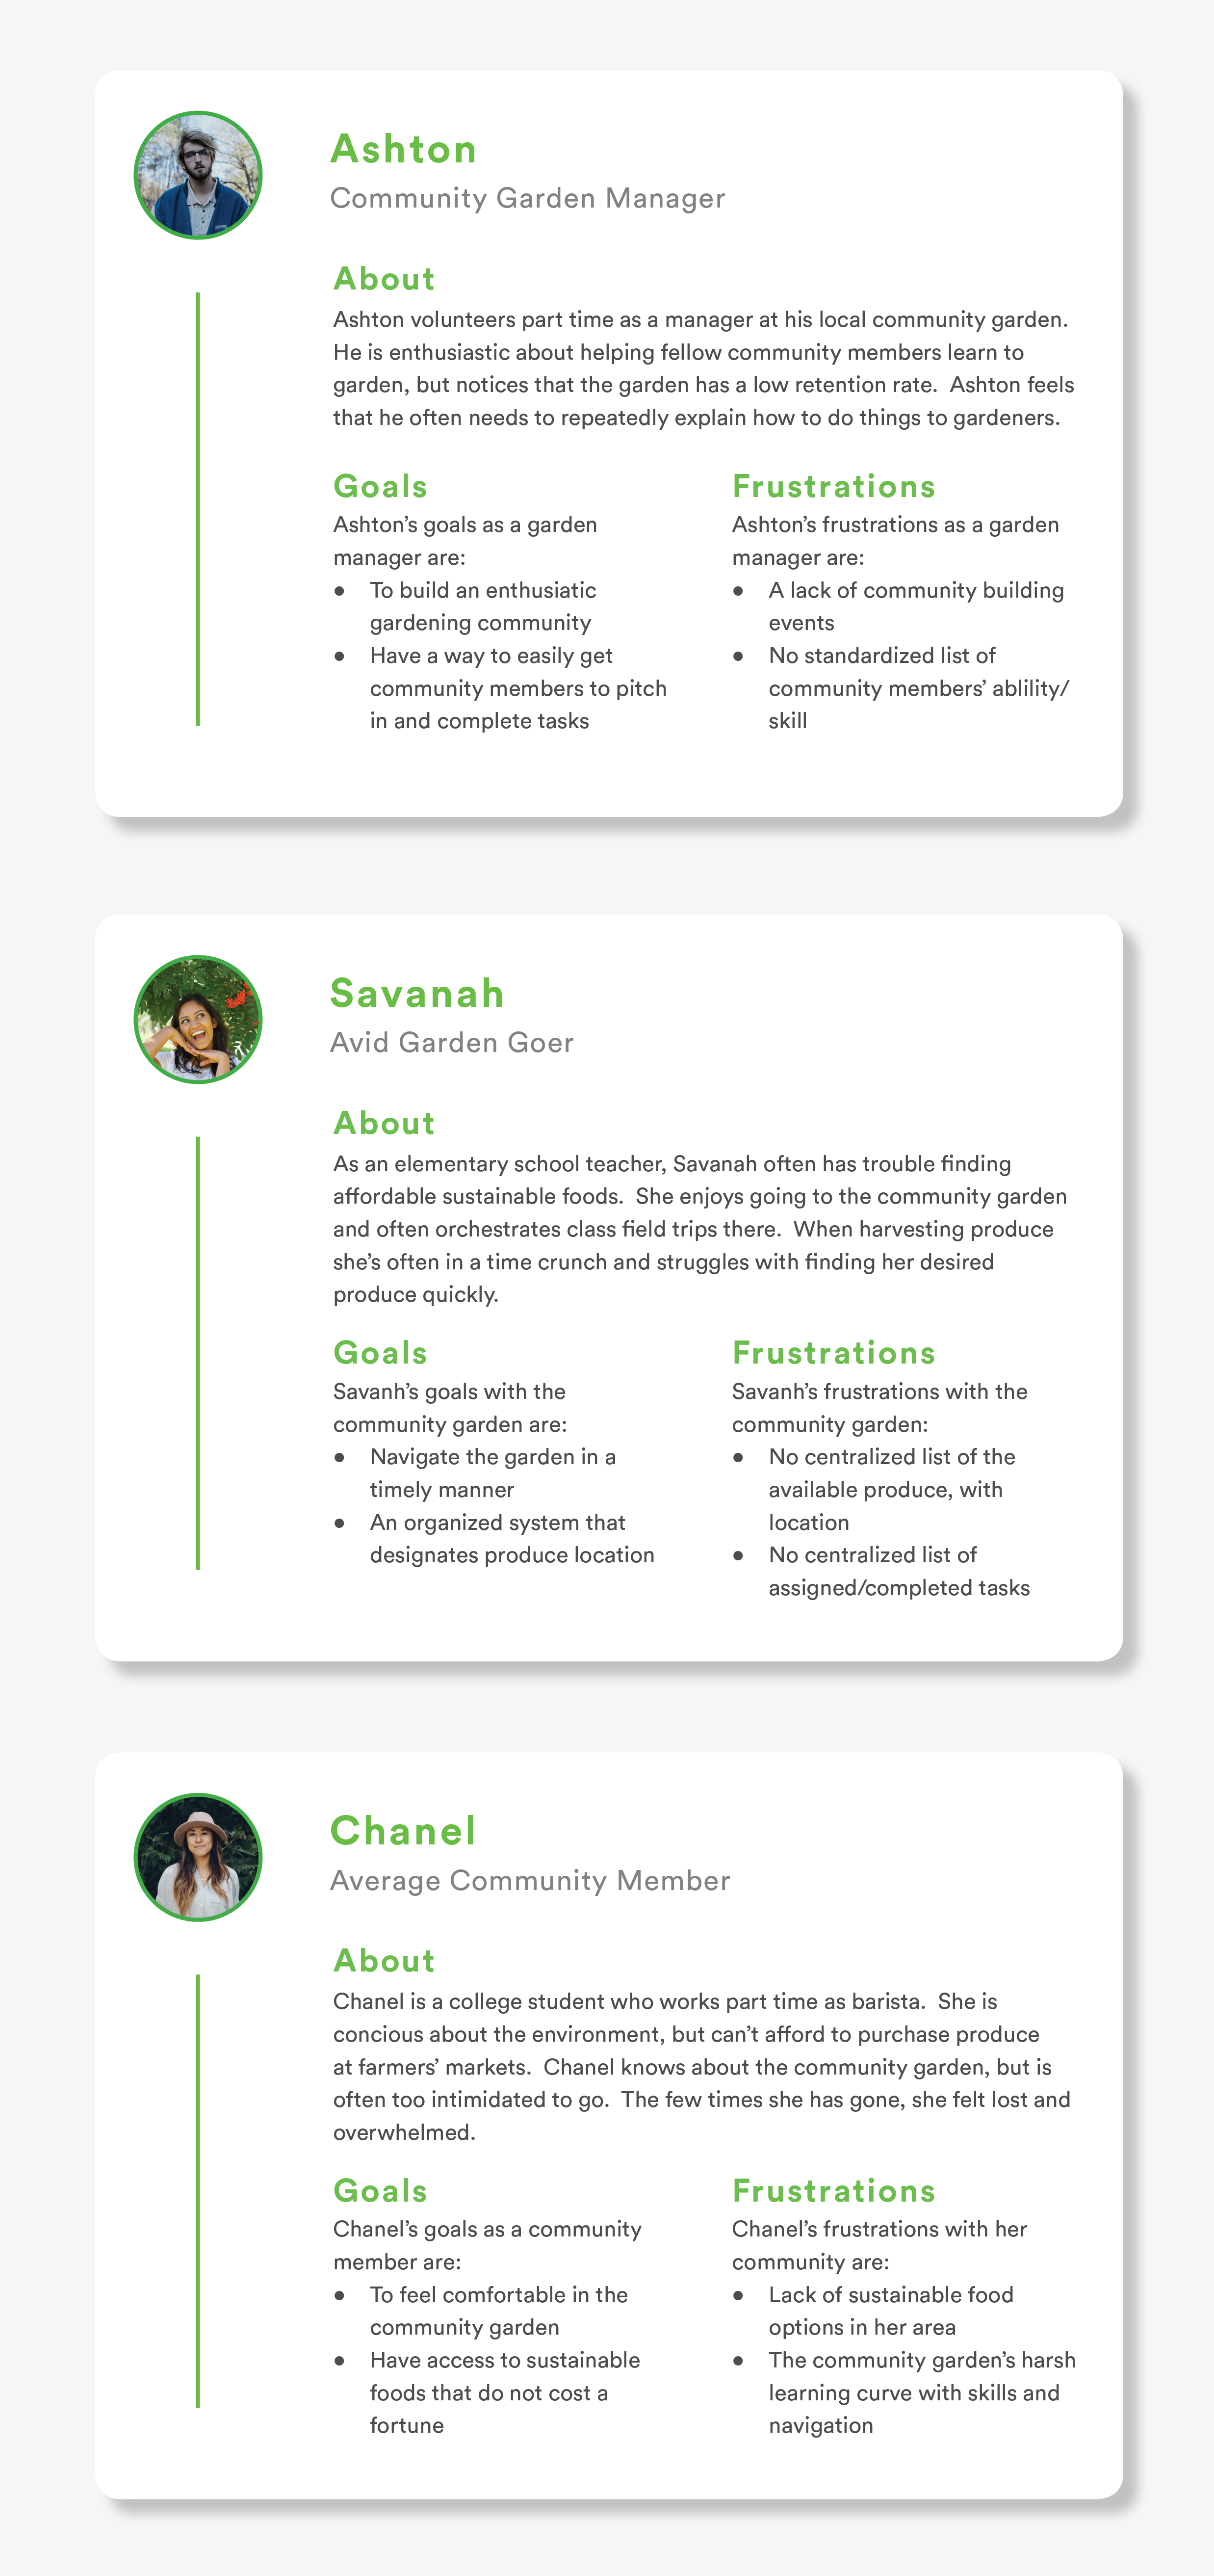 Ashton
Community Garden Manager
About
Ashton volunteers part time as a manager at his local community garden.
He is enthusiastic about helping fellow community members learn to
garden, but notices that the garden has a low retention rate.  Ashton feels
that he often needs to repeatedly explain how to do things to gardeners.
Goals
Ashton’s goals as a garden
manager are:
● To build an enthusiatic
gardening community
● Have a way to easily get
community members to pitch
in and complete tasks
Frustrations
Ashton’s frustrations as a garden
manager are:
● A lack of community building
events
● No standardized list of
community members’ ablility/
skill
Savanah
Avid Garden Goer
About
As an elementary school teacher, Savanah often has trouble finding
affordable sustainable foods.  She enjoys going to the community garden
and often orchestrates class field trips there.  When harvesting produce
she’s often in a time crunch and struggles with finding her desired
produce quickly.
Goals
Savanh’s goals with the
community garden are:
● Navigate the garden in a
timely manner
● An organized system that
designates produce location
Frustrations
Savanh’s frustrations with the
community garden:
● No centralized list of the
available produce, with
location
● No centralized list of
assigned/completed tasks
Chanel
Average Community Member
About
Chanel is a college student who works part time as barista.  She is
concious about the environment, but can’t afford to purchase produce
at farmers’ markets.  Chanel knows about the community garden, but is
often too intimidated to go.  The few times she has gone, she felt lost and
overwhelmed.
Goals
Chanel’s goals as a community
member are:
● To feel comfortable in the
community garden
● Have access to sustainable
foods that do not cost a
fortune
Frustrations
Chanel’s frustrations with her
community are:
● Lack of sustainable food
options in her area
● The community garden’s harsh
learning curve with skills and
navigation